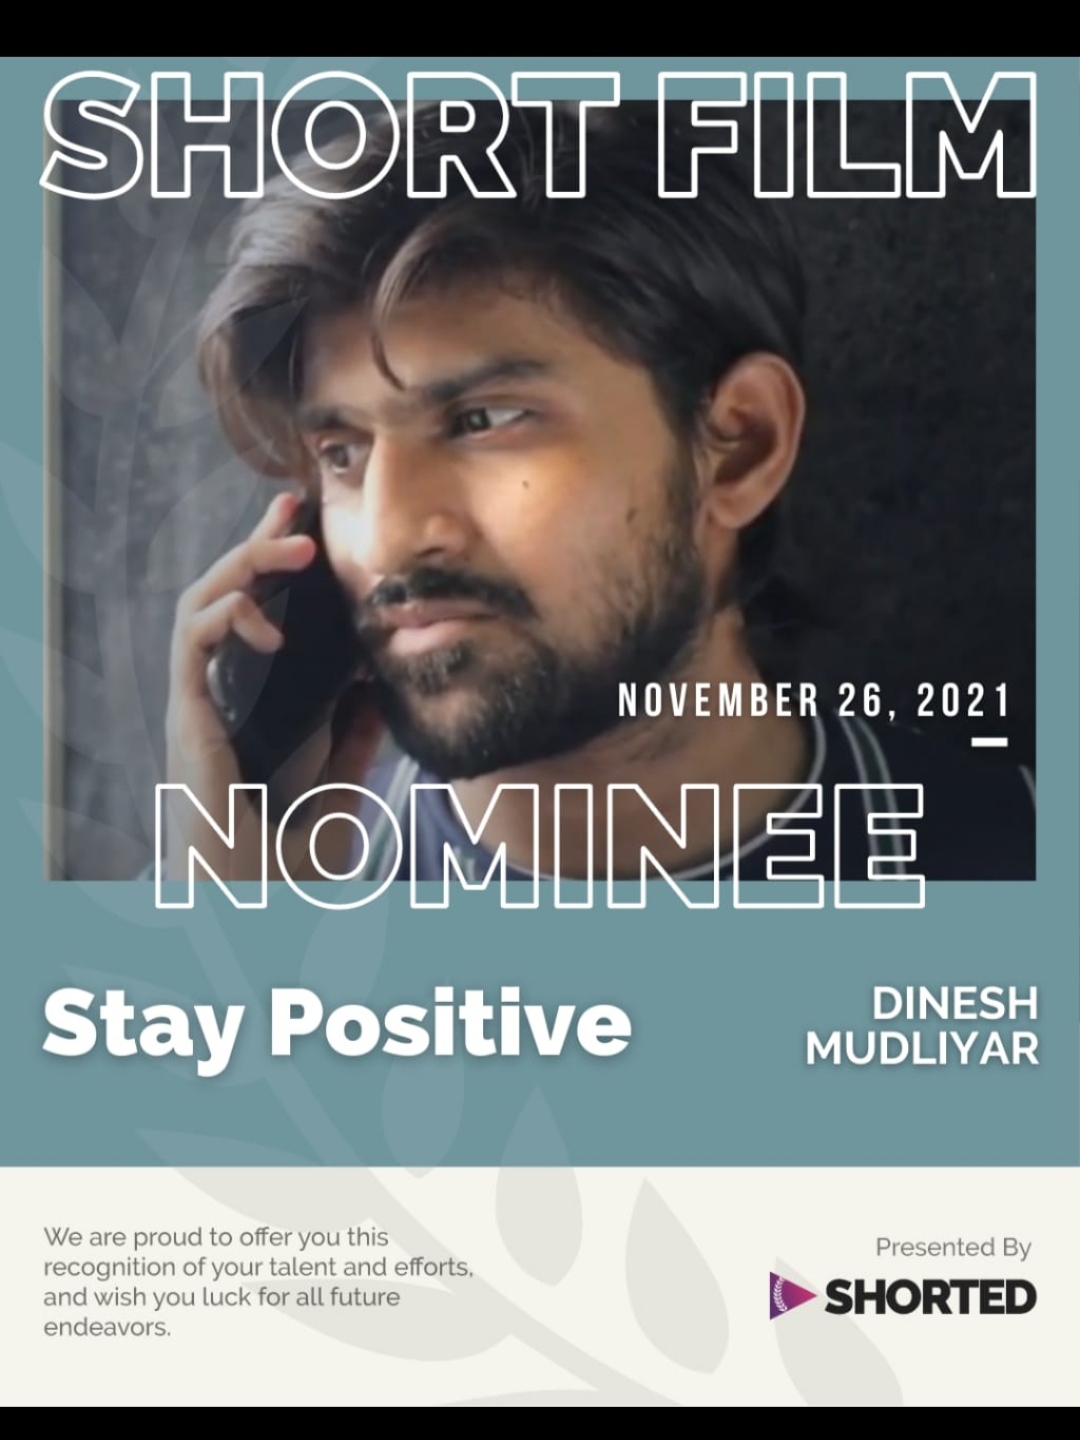 SHORT FILM
NOVEMBER 26, 2021
NOMINEE
Stay Positive
DINESH
MUDLIYAR
We are proud to offer you this
recognition of your talent and efforts,
and wish you luck for all future
endeavors.
Presented By
SHORTED